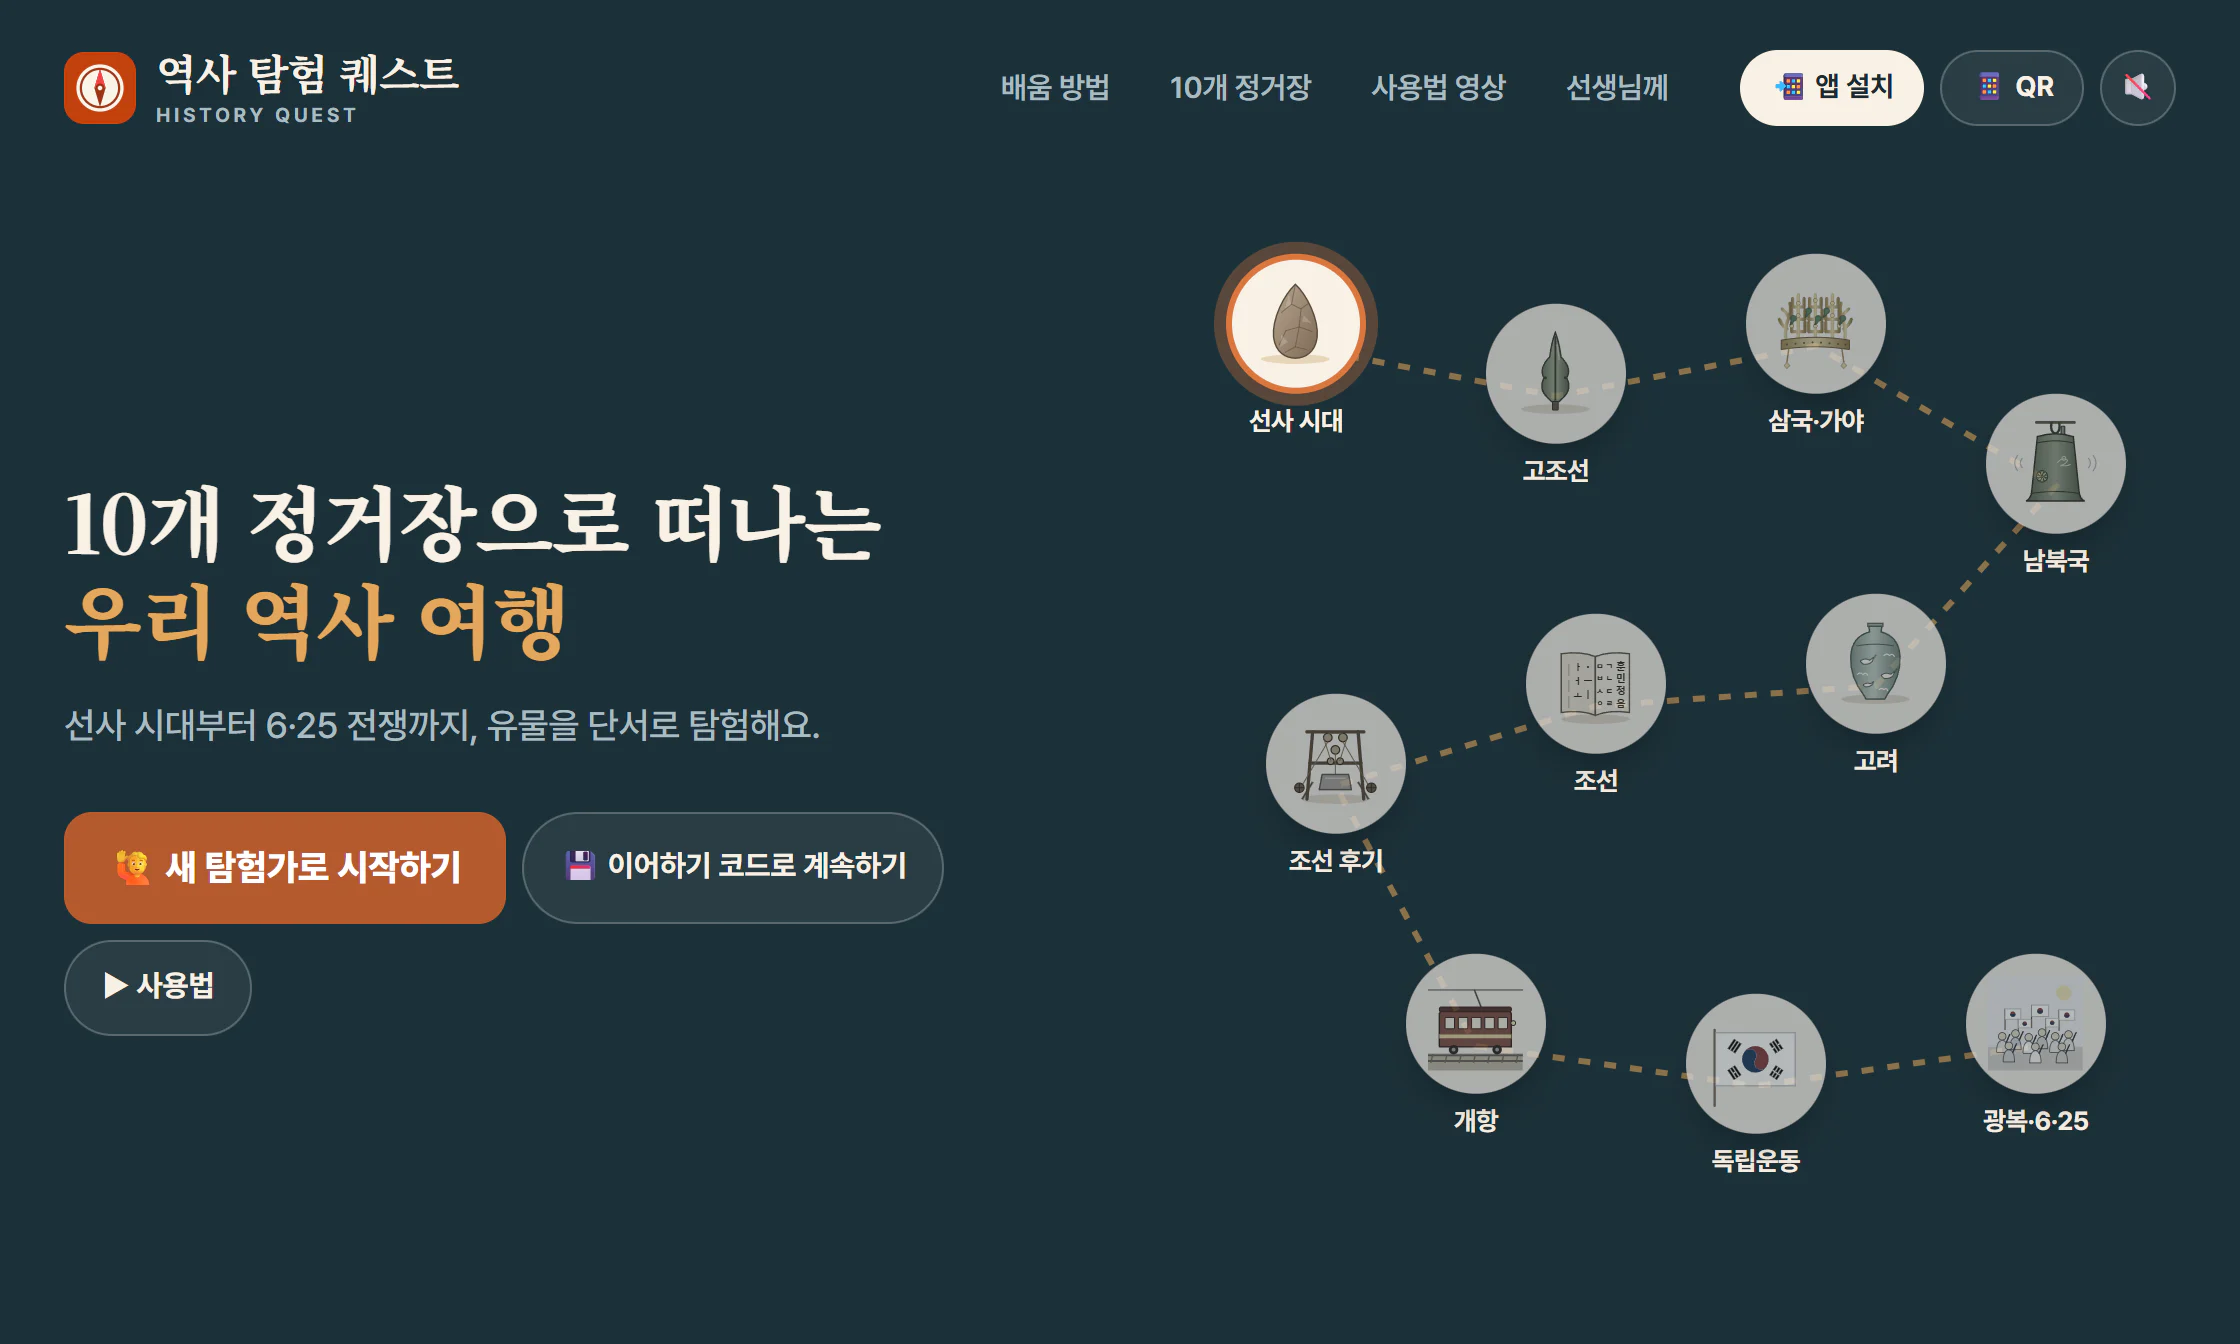 역사 탐험 퀘스트
HISTORY QUEST
배움 방법
10개 정거장
사용법 영상
선생님께
앱 설치
QR
10개 정거장으로 떠나는
우리 역사 여행
선사 시대부터 6·25 전쟁까지, 유물을 단서로 탐험해요.
새 탐험가로 시작하기
이어하기 코드로 계속하기
▶ 사용법
선사 시대
고조선
삼국·가야
남북국
고려
조선
훈민정음
조선 후기
개항
독립운동
광복·6·25